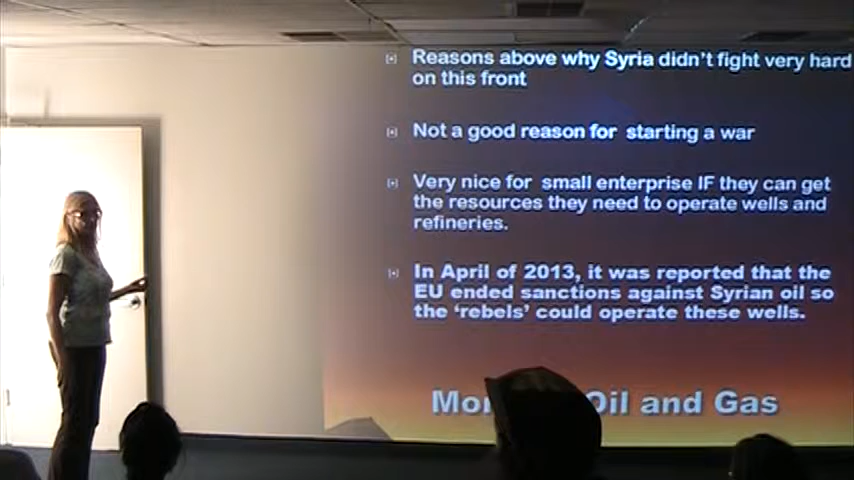 Reasons above why Syria didn't fight very hard
on this front
Not a good reason for starting a war
Very nice for small enterprise IF they can get
the resources they need to operate wells and
refineries.
In April of 2013, it was reported that the
EU ended sanctions against Syrian oil so
the 'rebels' could operate these wells.
Oil and Gas